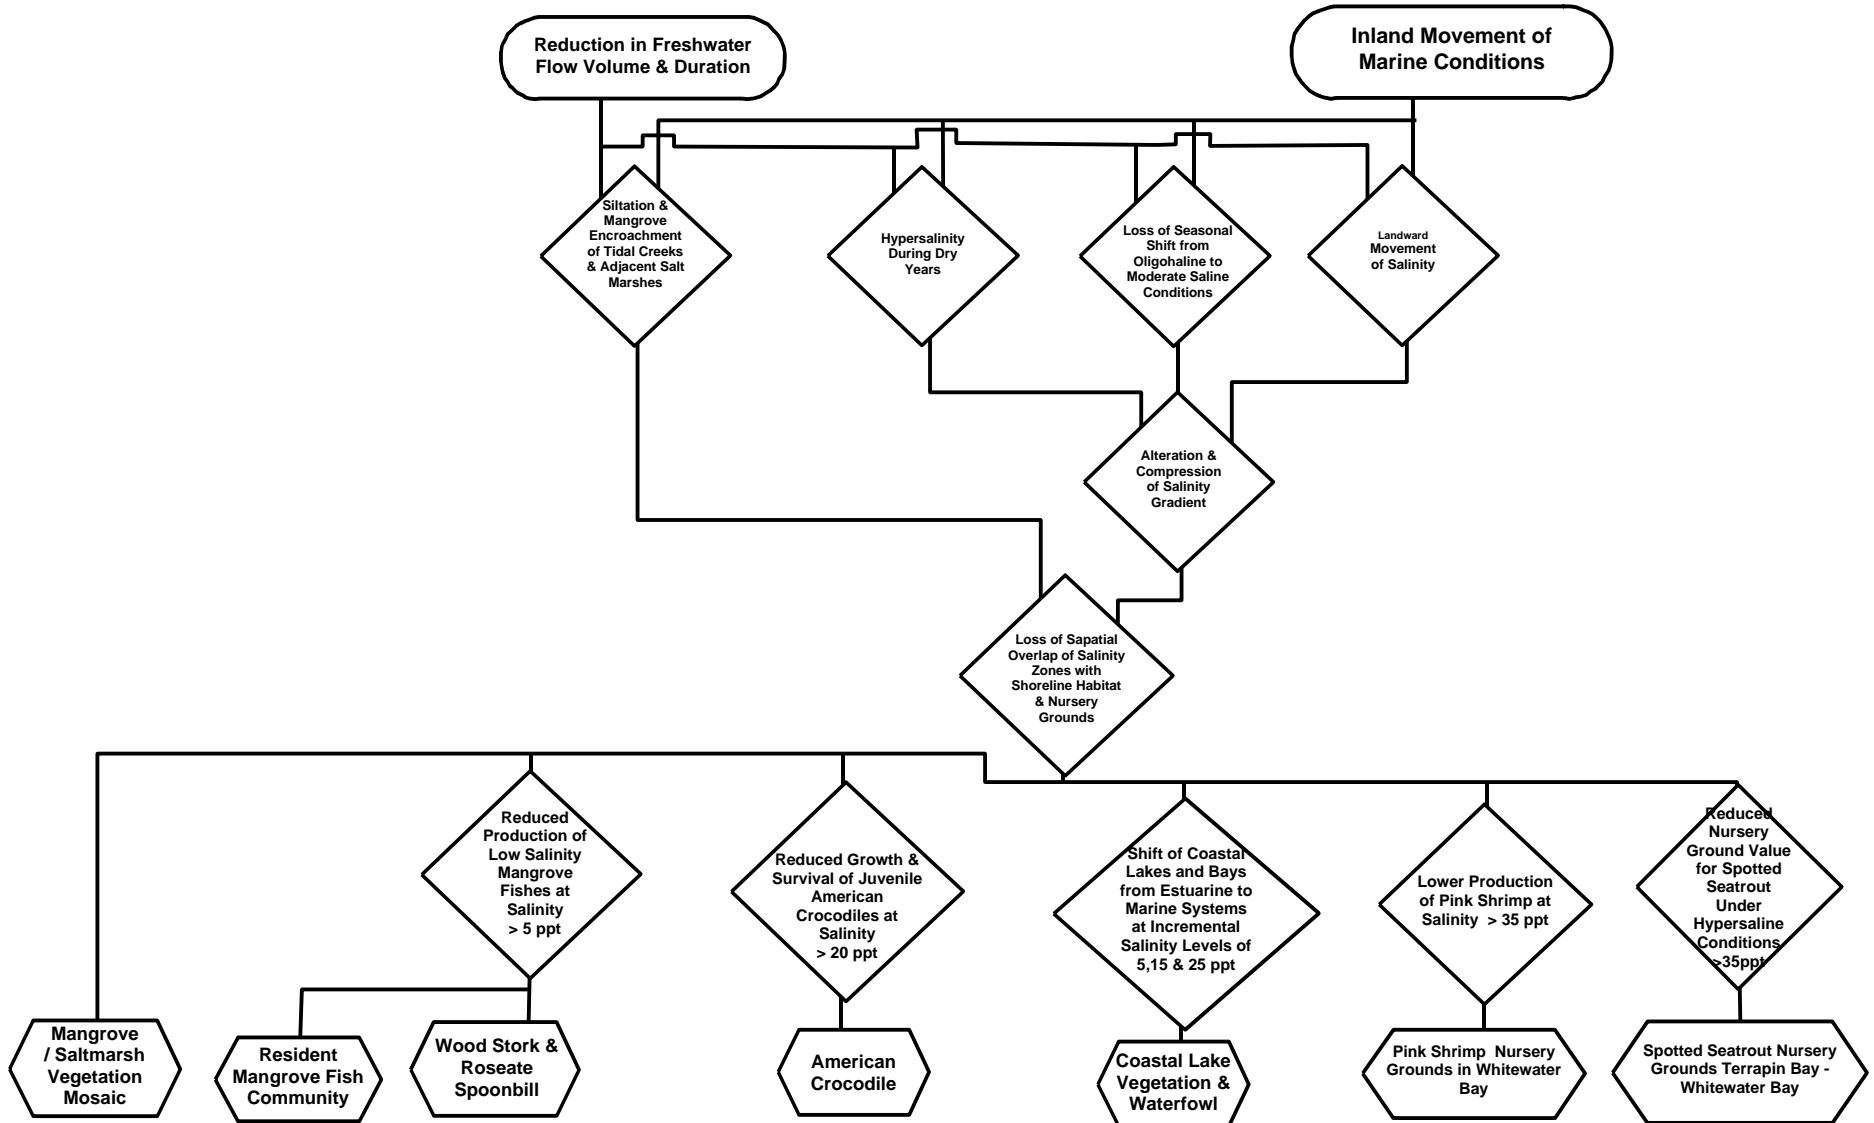 Reduction in Freshwater
Flow Volume & Duration
Inland Movement of
Marine Conditions
Siltation &
Mangrove
Encroachment
of Tidal Creeks
& Adjacent Salt
Marshes
Hypersalinity
During Dry
Years
Loss of Seasonal
Shift from
Oligohaline to
Moderate Saline
Conditions
Landward
Movement
of Salinity
Alteration &
Compression
of Salinity
Gradient
Loss of Sapatial
Overlap of Salinity
Zones with
Shoreline Habitat
& Nursery
Grounds
Reduced
Production of
Low Salinity
Mangrove
Fishes at
Salinity
> 5 ppt
Reduced Growth &
Survival of Juvenile
American
Crocodiles at
Salinity
> 20 ppt
Shift of Coastal
Lakes and Bays
from Estuarine to
Marine Systems
at Incremental
Salinity Levels of
5,15 & 25 ppt
Lower Production
of Pink Shrimp at
Salinity > 35 ppt
Reduced
Nursery
Ground Value
for Spotted
Seatrout
Under
Hypersaline
Conditions
>35ppt
Mangrove
/ Saltmarsh
Vegetation
Mosaic
Resident
Mangrove Fish
Community
Wood Stork &
Roseate
Spoonbill
American
Crocodile
Coastal Lake
Vegetation &
Waterfowl
Pink Shrimp Nursery
Grounds in Whitewater
Bay
Spotted Seatrout Nursery
Grounds Terrapin Bay -
Whitewater Bay